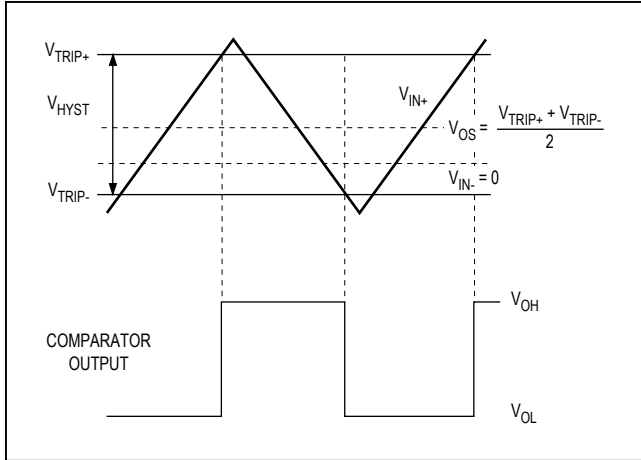 V_TRIP+
V_HYST
V_IN+
V_OS = (V_TRIP+ + V_TRIP-) / 2
V_IN- = 0
V_TRIP-
V_OH
COMPARATOR
OUTPUT
V_OL